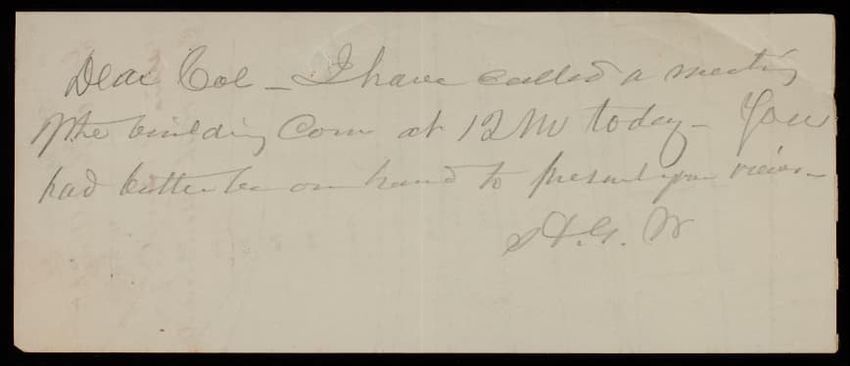 Dear Col - I have called a meeting
of the building Com at 12 M today - You
had better be on hand to present your views -
H. G. W